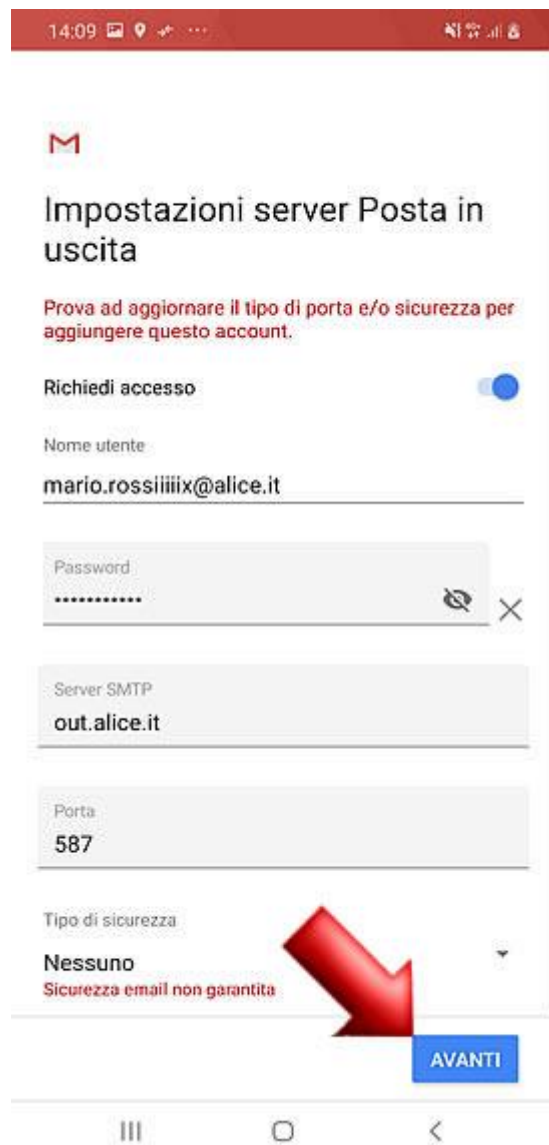 14:09
Impostazioni server Posta in
uscita
Prova ad aggiornare il tipo di porta e/o sicurezza per
aggiungere questo account.
Richiedi accesso
Nome utente
mario.rossiiiiix@alice.it
Password
•••••••••••
Server SMTP
out.alice.it
Porta
587
Tipo di sicurezza
Nessuno
Sicurezza email non garantita
AVANTI